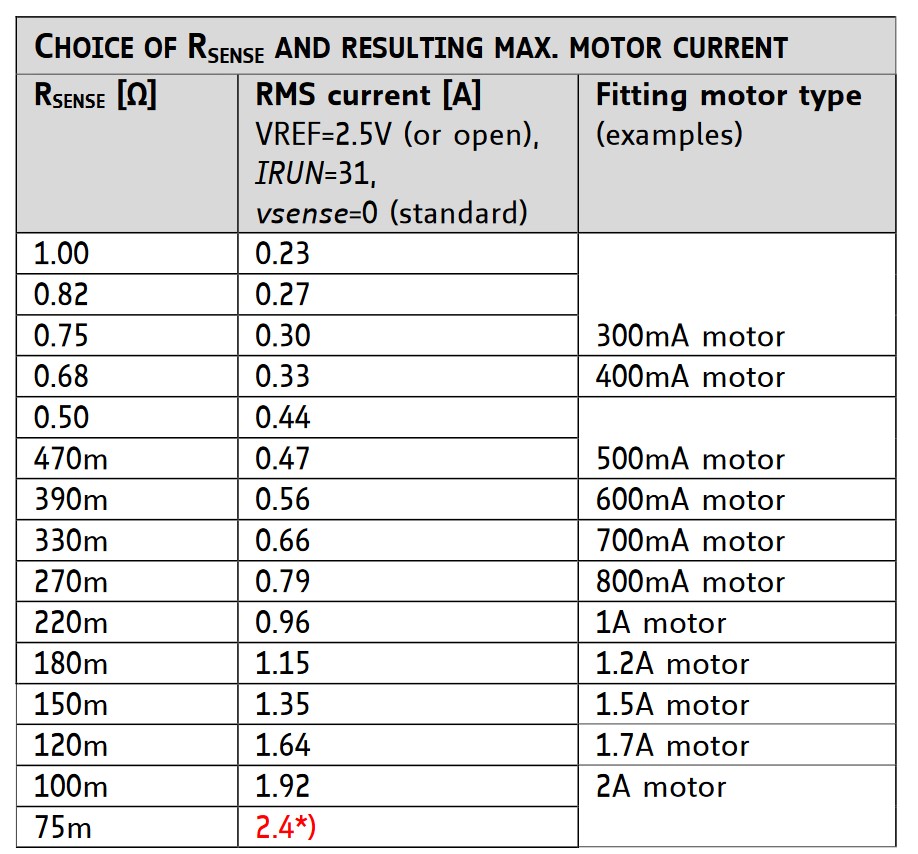 CHOICE OF RSENSE AND RESULTING MAX. MOTOR CURRENT
RSENSE [Ω] RMS current [A] Fitting motor type
VREF=2.5V (or open), (examples)
IRUN=31,
vsense=0 (standard)
1.00 0.23
0.82 0.27
0.75 0.30 300mA motor
0.68 0.33 400mA motor
0.50 0.44
470m 0.47 500mA motor
390m 0.56 600mA motor
330m 0.66 700mA motor
270m 0.79 800mA motor
220m 0.96 1A motor
180m 1.15 1.2A motor
150m 1.35 1.5A motor
120m 1.64 1.7A motor
100m 1.92 2A motor
75m 2.4*)